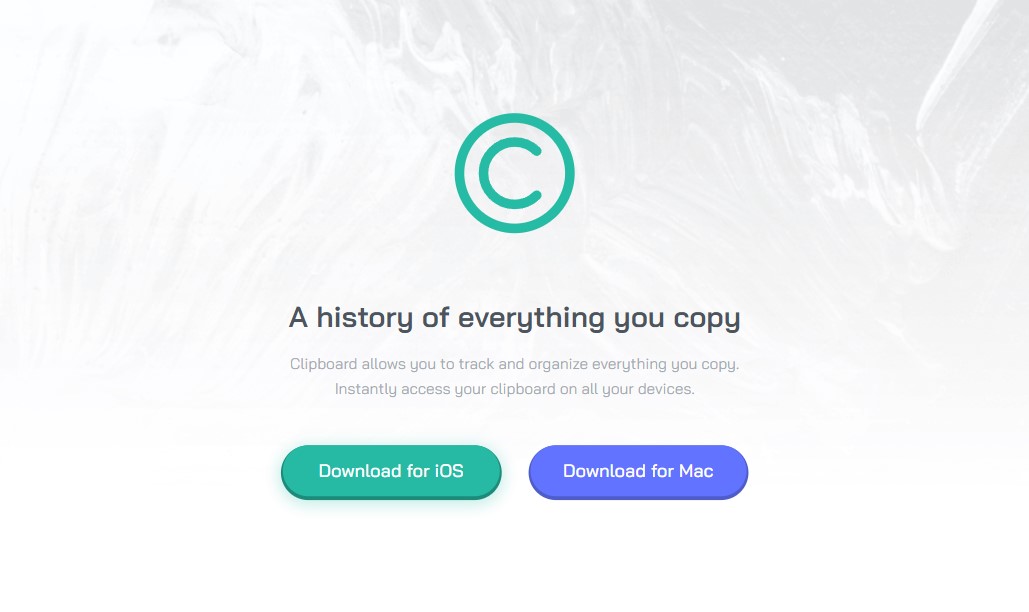 A history of everything you copy
Clipboard allows you to track and organize everything you copy.
Instantly access your clipboard on all your devices.
Download for iOS
Download for Mac